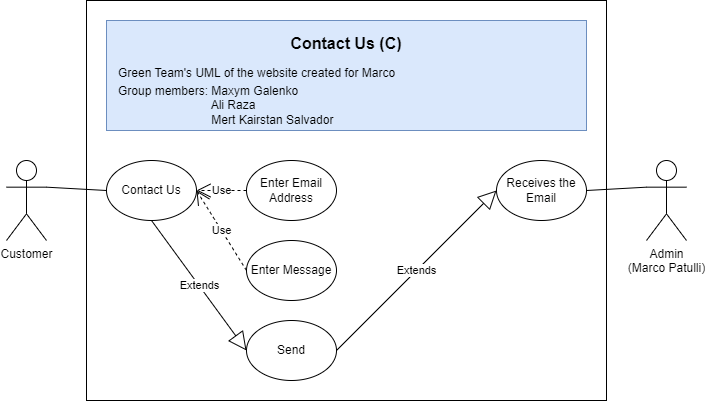 Contact Us (C)
Green Team's UML of the website created for Marco
Group members: Maxym Galenko
Ali Raza
Mert Kairstan Salvador
Contact Us
Use
Enter Email
Address
Receives the
Email
Use
Customer
Admin
(Marco Patulli)
Enter Message
Extends
Extends
Send